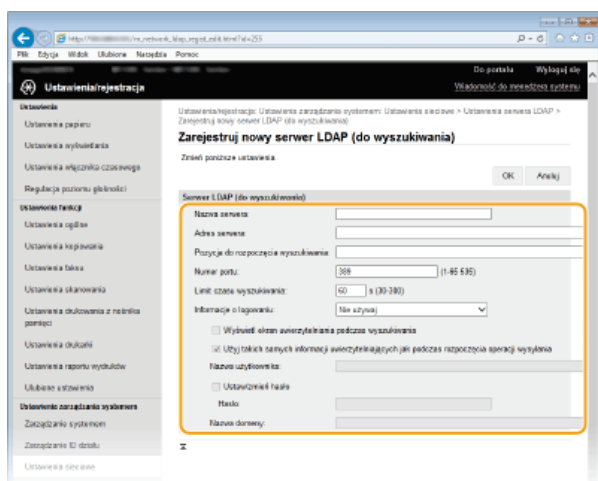 http://
/m_network_ldap_regist_edit.html?id=255
Plik Edycja Widok Ulubione Narzędzia Pomoc
Do portalu Wyloguj się
Ustawienia/rejestracja
Wiadomość do menedżera systemu
Ustawienia
Ustawienia papieru
Ustawienia wyświetlania
Ustawienia włącznika czasowego
Regulacja poziomu głośności
Ustawienia funkcji
Ustawienia ogólne
Ustawienia kopiowania
Ustawienia faksu
Ustawienia skanowania
Ustawienia drukowania z nośnika
pamięci
Ustawienia drukarki
Ustawienia raportu wydruków
Ulubione ustawienia
Ustawienia zarządzania systemem
Zarządzanie systemem
Zarządzanie ID działu
Ustawienia sieciowe
Ustawienia/rejestracja: Ustawienia zarządzania systemem: Ustawienia sieciowe > Ustawienia serwera LDAP >
Zarejestruj nowy serwer LDAP (do wyszukiwania)
Zarejestruj nowy serwer LDAP (do wyszukiwania)
Zmień poniższe ustawienia.
OK Anuluj
Serwer LDAP (do wyszukiwania)
Nazwa serwera:
Adres serwera:
Pozycja do rozpoczęcia wyszukiwania:
Numer portu: 389 (1-65 535)
Limit czasu wyszukiwania: 60 s (30-300)
Informacje o logowaniu: Nie używaj
Wyświetl ekran uwierzytelniania podczas wyszukiwania
Użyj takich samych informacji uwierzytelniających jak podczas rozpoczęcia operacji wysyłania
Nazwa użytkownika:
Ustaw/zmień hasło
Hasło:
Nazwa domeny: